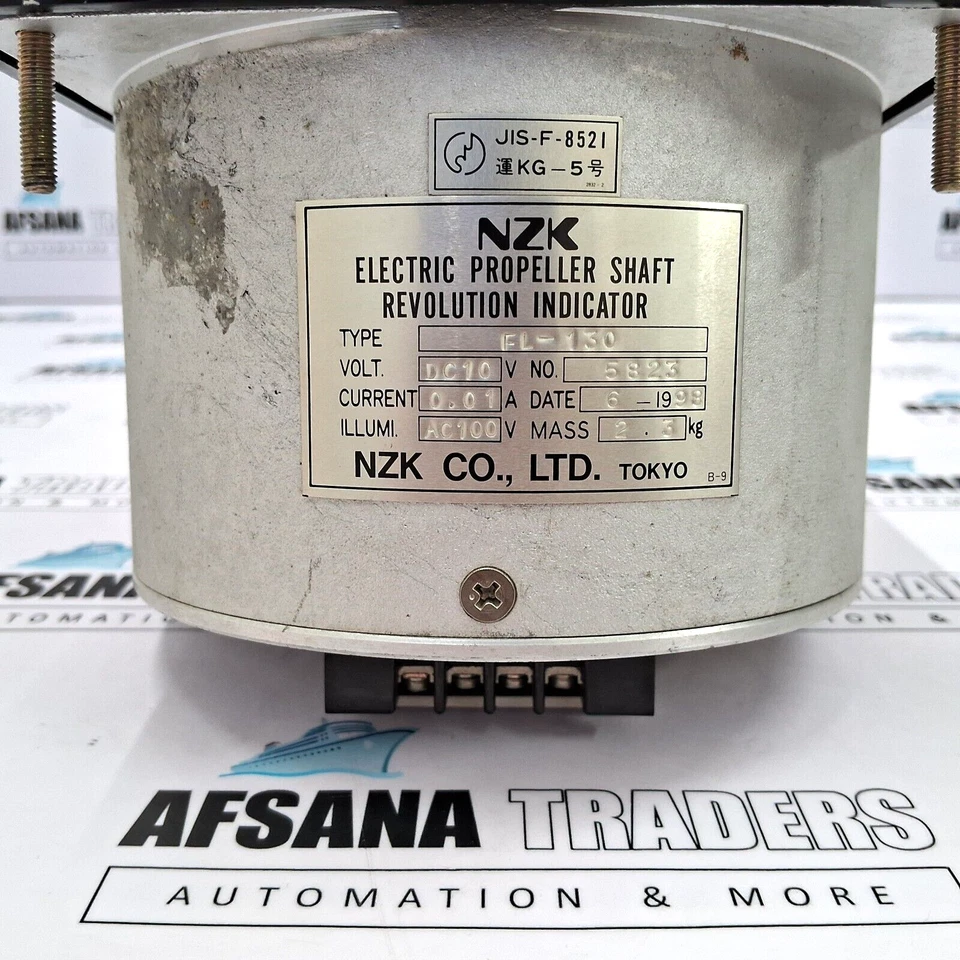 JIS-F-8521
運KG-5号
NZK
ELECTRIC PROPELLER SHAFT
REVOLUTION INDICATOR
TYPE FL-130
VOLT. DC10 V NO. 5823
CURRENT 0.01 A DATE 6 -1998
ILLUMI. AC100 V MASS 2.3 kg
NZK CO., LTD. TOKYO B-9
AFSANA TRADERS
AUTOMATION & MORE